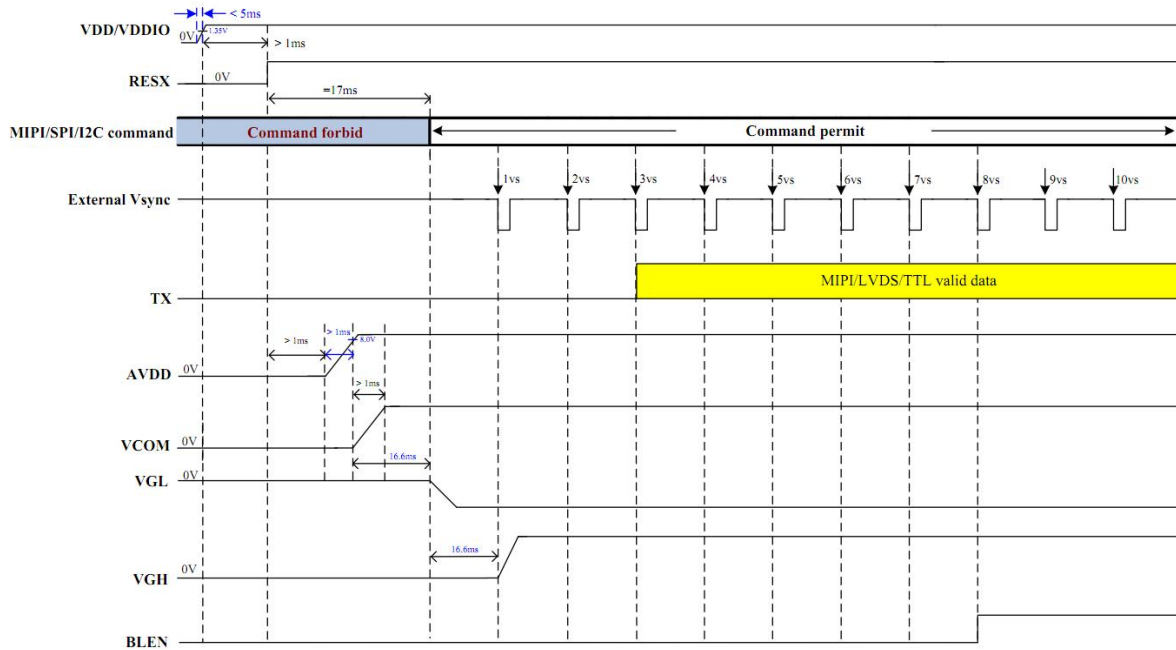 < 5ms
VDD/VDDIO
0V
1.35V
> 1ms
RESX
0V
=17ms
MIPI/SPI/I2C command
Command forbid
Command permit
External Vsync
1vs
2vs
3vs
4vs
5vs
6vs
7vs
8vs
9vs
10vs
TX
MIPI/LVDS/TTL valid data
> 1ms
> 1ms
8.0V
AVDD
0V
> 1ms
VCOM
0V
16.6ms
VGL
0V
16.6ms
VGH
0V
BLEN